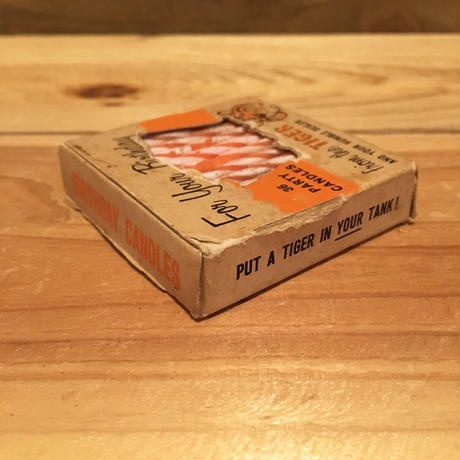 For Your Birthday
36
PARTY
CANDLES
from the TIGER
AND YOUR HUMBLE DEALER
BIRTHDAY CANDLES
PUT A TIGER IN YOUR TANK!